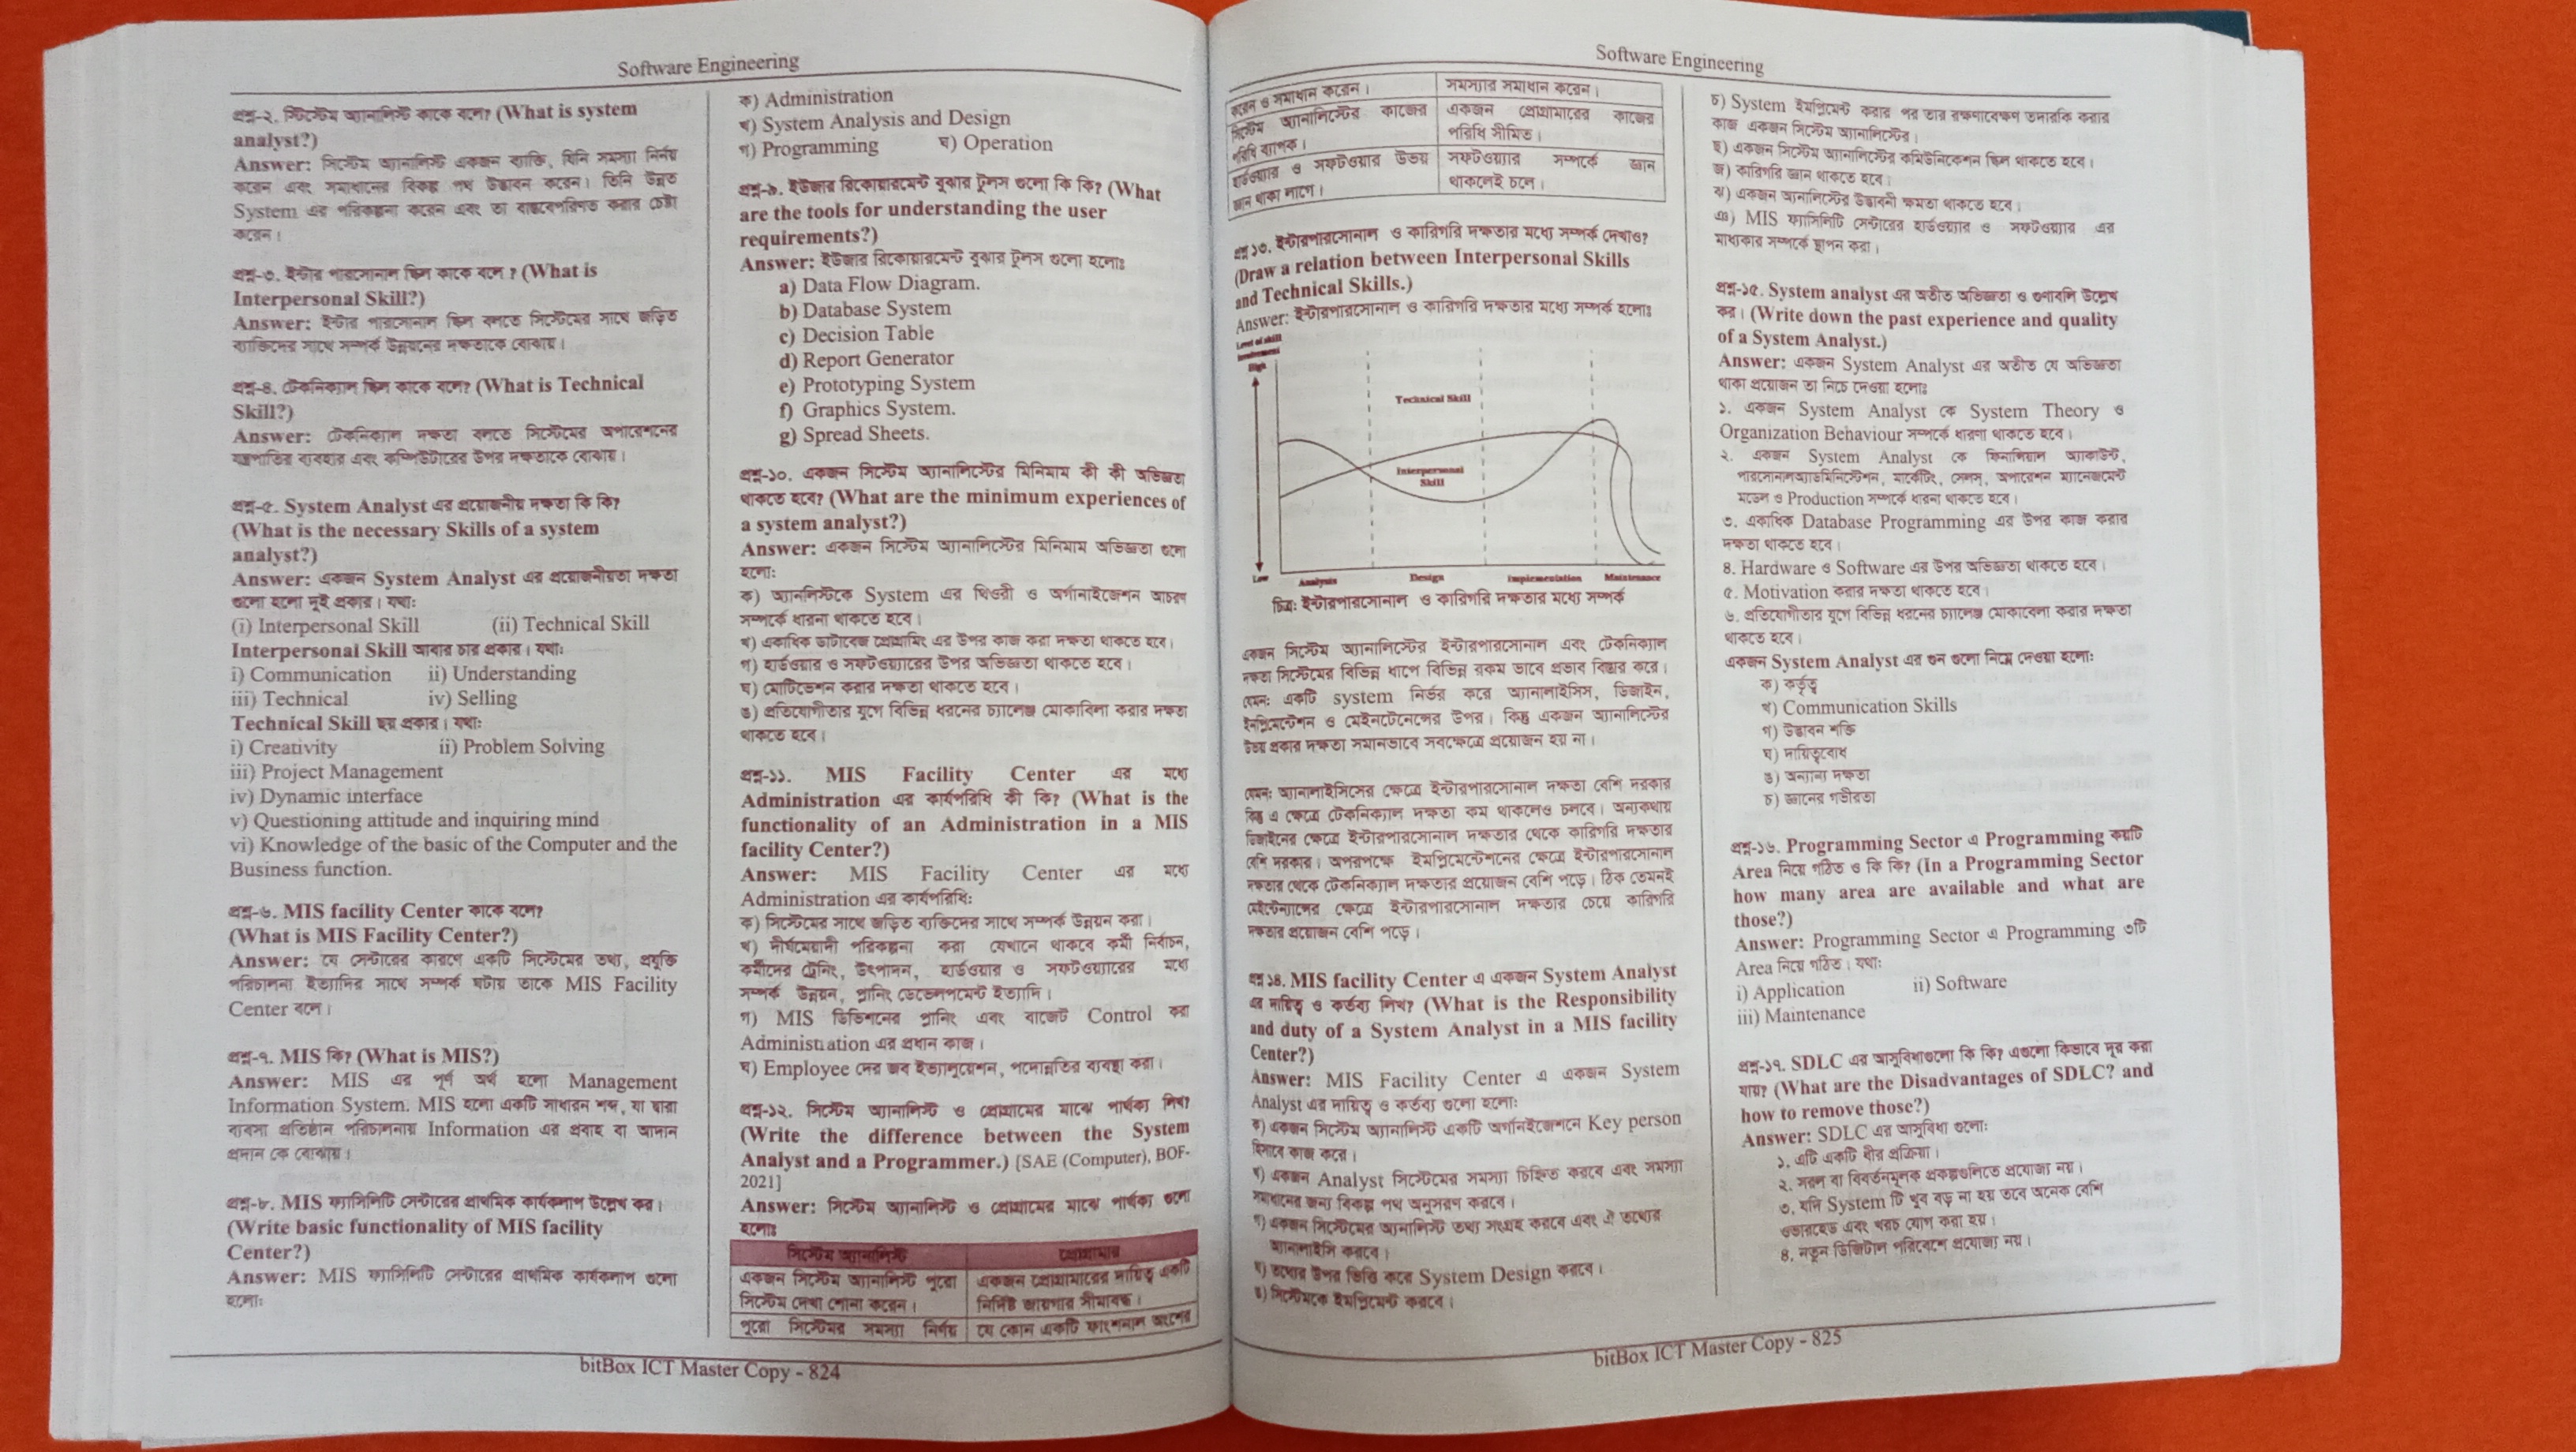 Software Engineering
প্রশ্ন-২. স্টিস্টেম অ্যানালিস্ট কাকে বলে? (What is system
analyst?)
Answer: সিস্টেম অ্যানালিস্ট একজন ব্যক্তি, যিনি সমস্যা নির্নয়
করেন এবং সমাধানের বিকল্প পথ উদ্ভাবন করেন। তিনি উন্নত
System এর পরিকল্পনা করেন এবং তা বাস্তবেপরিণত করার চেষ্টা
করেন।
প্রশ্ন-৩. ইন্টার পারসোনাল স্কিল কাকে বলে ? (What is
Interpersonal Skill?)
Answer: ইন্টার পারসোনাল স্কিল বলতে সিস্টেমের সাথে জড়িত
ব্যক্তিদের সাথে সম্পর্ক উন্নয়নের দক্ষতাকে বোঝায়।
প্রশ্ন-৪. টেকনিক্যাল স্কিল কাকে বলে? (What is Technical
Skill?)
Answer: টেকনিক্যাল দক্ষতা বলতে সিস্টেমের অপারেশনের
যন্ত্রপাতির ব্যবহার এবং কম্পিউটারের উপর দক্ষতাকে বোঝায়।
প্রশ্ন-৫. System Analyst এর প্রয়োজনীয় দক্ষতা কি কি?
(What is the necessary Skills of a system
analyst?)
Answer: একজন System Analyst এর প্রয়োজনীয়তা দক্ষতা
গুলো হলো দুই প্রকার। যথা:
(i) Interpersonal Skill (ii) Technical Skill
Interpersonal Skill আবার চার প্রকার। যথা:
i) Communication ii) Understanding
iii) Technical iv) Selling
Technical Skill ছয় প্রকার। যথা:
i) Creativity ii) Problem Solving
iii) Project Management
iv) Dynamic interface
v) Questioning attitude and inquiring mind
vi) Knowledge of the basic of the Computer and the
Business function.
প্রশ্ন-৬. MIS facility Center কাকে বলে?
(What is MIS Facility Center?)
Answer: যে সেন্টারের কারণে একটি সিস্টেমের তথ্য, প্রযুক্তি
পরিচালনা ইত্যাদির সাথে সম্পর্ক ঘটায় তাকে MIS Facility
Center বলে।
প্রশ্ন-৭. MIS কি? (What is MIS?)
Answer: MIS এর পূর্ণ অর্থ হলো Management
Information System. MIS হলো একটি সাধারন শব্দ, যা দ্বারা
ব্যবসা প্রতিষ্ঠান পরিচালনায় Information এর প্রবাহ বা আদান
প্রদান কে বোঝায়।
প্রশ্ন-৮. MIS ফ্যাসিলিটি সেন্টারের প্রাথমিক কার্যকলাপ উল্লেখ কর।
(Write basic functionality of MIS facility
Center?)
Answer: MIS ফ্যাসিলিটি সেন্টারের প্রাথমিক কার্যকলাপ গুলো
হলো:
ক) Administration
খ) System Analysis and Design
গ) Programming ঘ) Operation
প্রশ্ন-৯. ইউজার রিকোয়ারমেন্ট বুঝার টুলস গুলো কি কি? (What
are the tools for understanding the user
requirements?)
Answer: ইউজার রিকোয়ারমেন্ট বুঝার টুলস গুলো হলোঃ
a) Data Flow Diagram.
b) Database System
c) Decision Table
d) Report Generator
e) Prototyping System
f) Graphics System.
g) Spread Sheets.
প্রশ্ন-১০. একজন সিস্টেম অ্যানালিস্টের মিনিমাম কী কী অভিজ্ঞতা
থাকতে হবে? (What are the minimum experiences of
a system analyst?)
Answer: একজন সিস্টেম অ্যানালিস্টের মিনিমাম অভিজ্ঞতা গুলো
হলো:
ক) অ্যানলিস্টকে System এর থিওরী ও অর্গানাইজেশন আচরণ
সম্পর্কে ধারনা থাকতে হবে।
খ) একাধিক ডাটাবেজ প্রোগ্রামিং এর উপর কাজ করা দক্ষতা থাকতে হবে।
গ) হার্ডওয়ার ও সফটওয়্যারের উপর অভিজ্ঞতা থাকতে হবে।
ঘ) মোটিভেশন করার দক্ষতা থাকতে হবে।
ঙ) প্রতিযোগীতার যুগে বিভিন্ন ধরনের চ্যালেঞ্জ মোকাবিলা করার দক্ষতা
থাকতে হবে।
প্রশ্ন-১১. MIS Facility Center এর মধ্যে
Administration এর কার্যপরিধি কী কি? (What is the
functionality of an Administration in a MIS
facility Center?)
Answer: MIS Facility Center এর মধ্যে
Administration এর কার্যপরিধি:
ক) সিস্টেমের সাথে জড়িত ব্যক্তিদের সাথে সম্পর্ক উন্নয়ন করা।
খ) দীর্ঘমেয়াদী পরিকল্পনা করা যেখানে থাকবে কর্মী নির্বাচন,
কর্মীদের ট্রেনিং, উৎপাদন, হার্ডওয়ার ও সফটওয়্যারের মধ্যে
সম্পর্ক উন্নয়ন, প্লানিং ডেভেলপমেন্ট ইত্যাদি।
গ) MIS ডিভিশনের প্লানিং এবং বাজেট Control করা
Administration এর প্রধান কাজ।
ঘ) Employee দের জব ইভ্যালুয়েশন, পদোন্নতির ব্যবস্থা করা।
প্রশ্ন-১২. সিস্টেম অ্যানালিস্ট ও প্রোগ্রামের মাঝে পার্থক্য লিখ?
(Write the difference between the System
Analyst and a Programmer.) [SAE (Computer), BOF-
2021]
Answer: সিস্টেম অ্যানালিস্ট ও প্রোগ্রামের মাঝে পার্থক্য গুলো
হলোঃ
সিস্টেম অ্যানালিস্ট প্রোগ্রামার
একজন সিস্টেম অ্যানালিস্ট পুরো একজন প্রোগ্রামারের দায়িত্ব একটি
সিস্টেম দেখা শোনা করেন। নির্দিষ্ট জায়গার সীমাবদ্ধ।
পুরো সিস্টেমর সমস্যা নির্ণয় যে কোন একটি ফাংশনাল অংশের
bitBox ICT Master Copy - 824
Software Engineering
করেন ও সমাধান করেন। সমস্যার সমাধান করেন।
সিস্টেম অ্যানালিস্টের কাজের একজন প্রোগ্রামারের কাজের
পরিধি ব্যাপক। পরিধি সীমিত।
হার্ডওয়্যার ও সফটওয়ার উভয় সফটওয়্যার সম্পর্কে জ্ঞান
জ্ঞান থাকা লাগে। থাকলেই চলে।
প্রশ্ন ১৩. ইন্টারপারসোনাল ও কারিগরি দক্ষতার মধ্যে সম্পর্ক দেখাও?
(Draw a relation between Interpersonal Skills
and Technical Skills.)
Answer: ইন্টারপারসোনাল ও কারিগরি দক্ষতার মধ্যে সম্পর্ক হলোঃ
Level of skill
involvement
High
Technical Skill
Interpersonal
Skill
Low Analysis Design Implementation Maintenance
চিত্র: ইন্টারপারসোনাল ও কারিগরি দক্ষতার মধ্যে সম্পর্ক
একজন সিস্টেম অ্যানালিস্টের ইন্টারপারসোনাল এবং টেকনিক্যাল
দক্ষতা সিস্টেমের বিভিন্ন ধাপে বিভিন্ন রকম ভাবে প্রভাব বিস্তার করে।
যেমন: একটি system নির্ভর করে অ্যানালাইসিস, ডিজাইন,
ইমপ্লিমেন্টেশন ও মেইনটেনেন্সের উপর। কিন্তু একজন অ্যানালিস্টের
উভয় প্রকার দক্ষতা সমানভাবে সবক্ষেত্রে প্রয়োজন হয় না।
যেমন: অ্যানালাইসিসের ক্ষেত্রে ইন্টারপারসোনাল দক্ষতা বেশি দরকার
কিন্তু এ ক্ষেত্রে টেকনিক্যাল দক্ষতা কম থাকলেও চলবে। অন্যকথায়
ডিজাইনের ক্ষেত্রে ইন্টারপারসোনাল দক্ষতার থেকে কারিগরি দক্ষতার
বেশি দরকার। অপরপক্ষে ইমপ্লিমেন্টেশনের ক্ষেত্রে ইন্টারপারসোনাল
দক্ষতার থেকে টেকনিক্যাল দক্ষতার প্রয়োজন বেশি পড়ে। ঠিক তেমনই
মেইন্টেন্যান্সের ক্ষেত্রে ইন্টারপারসোনাল দক্ষতার চেয়ে কারিগরি
দক্ষতার প্রয়োজন বেশি পড়ে।
প্রশ্ন ১৪. MIS facility Center এ একজন System Analyst
এর দায়িত্ব ও কর্তব্য লিখ? (What is the Responsibility
and duty of a System Analyst in a MIS facility
Center?)
Answer: MIS Facility Center এ একজন System
Analyst এর দায়িত্ব ও কর্তব্য গুলো হলো:
ক) একজন সিস্টেম অ্যানালিস্ট একটি অর্গানইজেশনে Key person
হিসাবে কাজ করে।
খ) একজন Analyst সিস্টেমের সমস্যা চিহ্নিত করবে এবং সমস্যা
সমাধানের জন্য বিকল্প পথ অনুসরণ করবে।
গ) একজন সিস্টেমের অ্যানালিস্ট তথ্য সংগ্রহ করবে এবং ঐ তথ্যের
অ্যানালাইসি করবে।
ঘ) তথ্যের উপর ভিত্তি করে System Design করবে।
ঙ) সিস্টেমকে ইমপ্লিমেন্ট করবে।
চ) System ইমপ্লিমেন্ট করার পর তার রক্ষণাবেক্ষণ তদারকি করার
কাজ একজন সিস্টেম অ্যানালিস্টের।
ছ) একজন সিস্টেম অ্যানালিস্টের কমিউনিকেশন স্কিল থাকতে হবে।
জ) কারিগরি জ্ঞান থাকতে হবে।
ঝ) একজন অ্যনালিস্টের উদ্ভাবনী ক্ষমতা থাকতে হবে।
ঞ) MIS ফ্যাসিলিটি সেন্টারের হার্ডওয়্যার ও সফটওয়্যার এর
মাধ্যকার সম্পর্কে স্থাপন করা।
প্রশ্ন-১৫. System analyst এর অতীত অভিজ্ঞতা ও গুণাবলি উল্লেখ
কর। (Write down the past experience and quality
of a System Analyst.)
Answer: একজন System Analyst এর অতীত যে অভিজ্ঞতা
থাকা প্রয়োজন তা নিচে দেওয়া হলোঃ
১. একজন System Analyst কে System Theory ও
Organization Behaviour সম্পর্কে ধারণা থাকতে হবে।
২. একজন System Analyst কে ফিনান্সিয়াল অ্যাকাউন্ট,
পারসোনালঅ্যাডমিনিস্ট্রেশন, মার্কেটিং, সেলস, অপারেশন ম্যানেজমেন্ট
মডেল ও Production সম্পর্কে ধারনা থাকতে হবে।
৩. একাধিক Database Programming এর উপর কাজ করার
দক্ষতা থাকতে হবে।
৪. Hardware ও Software এর উপর অভিজ্ঞতা থাকতে হবে।
৫. Motivation করার দক্ষতা থাকতে হবে।
৬. প্রতিযোগীতার যুগে বিভিন্ন ধরনের চ্যালেঞ্জ মোকাবেলা করার দক্ষতা
থাকতে হবে।
একজন System Analyst এর গুন গুলো নিম্নে দেওয়া হলো:
ক) কর্তৃত্ব
খ) Communication Skills
গ) উদ্ভাবন শক্তি
ঘ) দায়িত্ববোধ
ঙ) অন্যান্য দক্ষতা
চ) জ্ঞানের গভীরতা
প্রশ্ন-১৬. Programming Sector এ Programming কয়টি
Area নিয়ে গঠিত ও কি কি? (In a Programming Sector
how many area are available and what are
those?)
Answer: Programming Sector এ Programming ৩টি
Area নিয়ে গঠিত। যথা:
i) Application ii) Software
iii) Maintenance
প্রশ্ন-১৭. SDLC এর আসুবিধাগুলো কি কি? এগুলো কিভাবে দূর করা
যায়? (What are the Disadvantages of SDLC? and
how to remove those?)
Answer: SDLC এর আসুবিধা গুলো:
১. এটি একটি ধীর প্রক্রিয়া।
২. সরল বা বিবর্তনমূলক প্রকল্পগুলিতে প্রযোজ্য নয়।
৩. যদি System টি খুব বড় না হয় তবে অনেক বেশি
ওভারহেড এবং খরচ যোগ করা হয়।
৪. নতুন ডিজিটাল পরিবেশে প্রযোজ্য নয়।
bitBox ICT Master Copy - 825